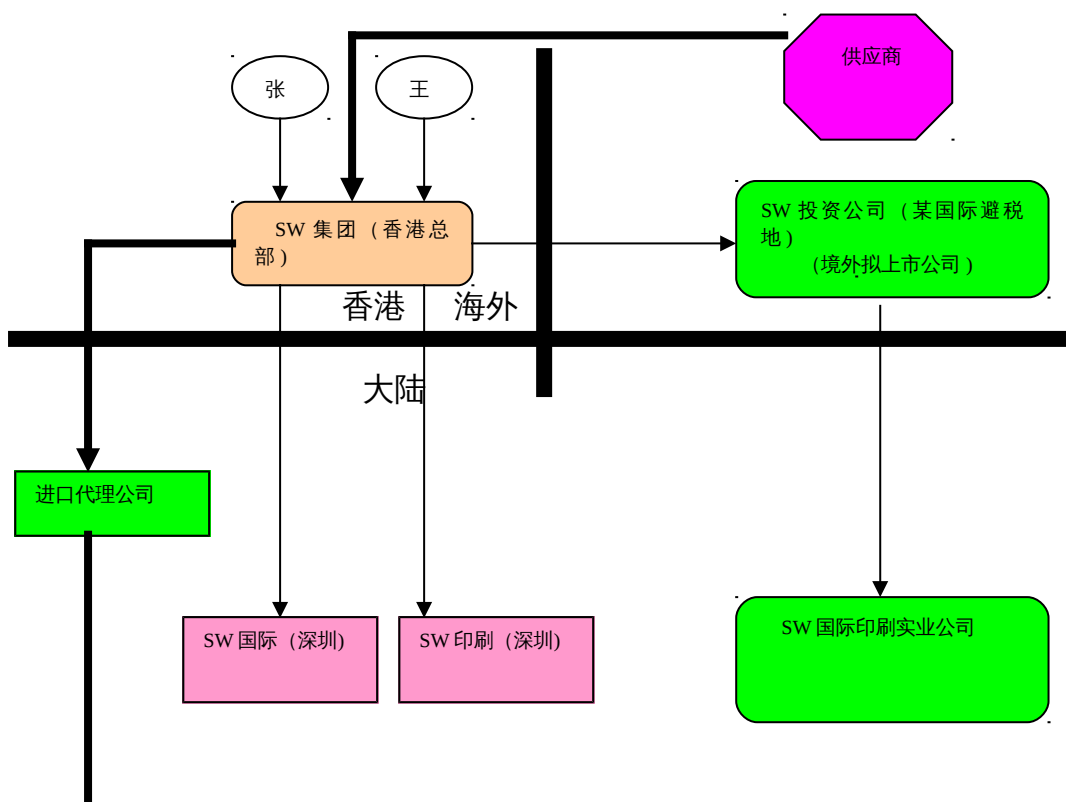 供应商
张
王
SW 集团（香港总
部 )
SW 投资公司（某国际避税
地 )
（境外拟上市公司 )
香港
海外
大陆
进口代理公司
SW 国际（深圳)
SW 印刷（深圳)
SW 国际印刷实业公司